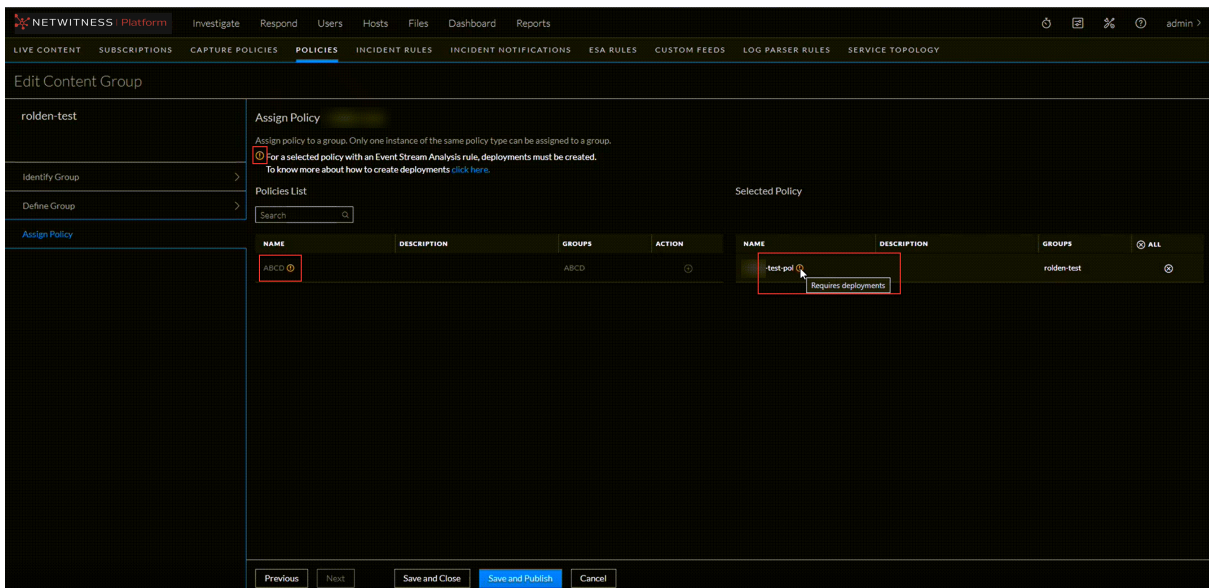 NETWITNESS Platform Investigate Respond Users Hosts Files Dashboard Reports admin >
LIVE CONTENT SUBSCRIPTIONS CAPTURE POLICIES POLICIES INCIDENT RULES INCIDENT NOTIFICATIONS ESA RULES CUSTOM FEEDS LOG PARSER RULES SERVICE TOPOLOGY
Edit Content Group
rolden-test
Identify Group
Define Group
Assign Policy
Assign Policy
Assign policy to a group. Only one instance of the same policy type can be assigned to a group.
For a selected policy with an Event Stream Analysis rule, deployments must be created.
To know more about how to create deployments click here.
Policies List
Search
NAME DESCRIPTION GROUPS ACTION
ABCD ABCD
Selected Policy
NAME DESCRIPTION GROUPS ALL
-test-pol rolden-test
Requires deployments
Previous Next Save and Close Save and Publish Cancel